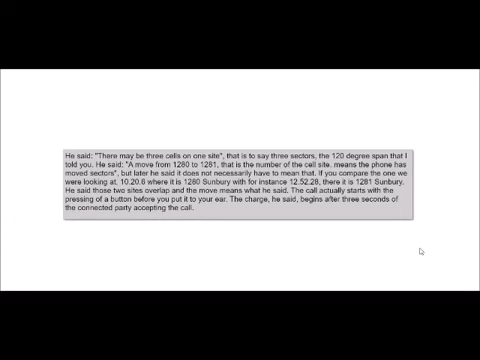 He said: "There may be three cells on one site", that is to say three sectors, the 120 degree span that I
told you. He said: "A move from 1280 to 1281, that is the number of the cell site, means the phone has
moved sectors", but later he said it does not necessarily have to mean that. If you compare the one we
were looking at, 10.20.6 where it is 1280 Sunbury with for instance 12.52.28, there it is 1281 Sunbury.
He said those two sites overlap and the move means what he said. The call actually starts with the
pressing of a button before you put it to your ear. The charge, he said, begins after three seconds of
the connected party accepting the call.